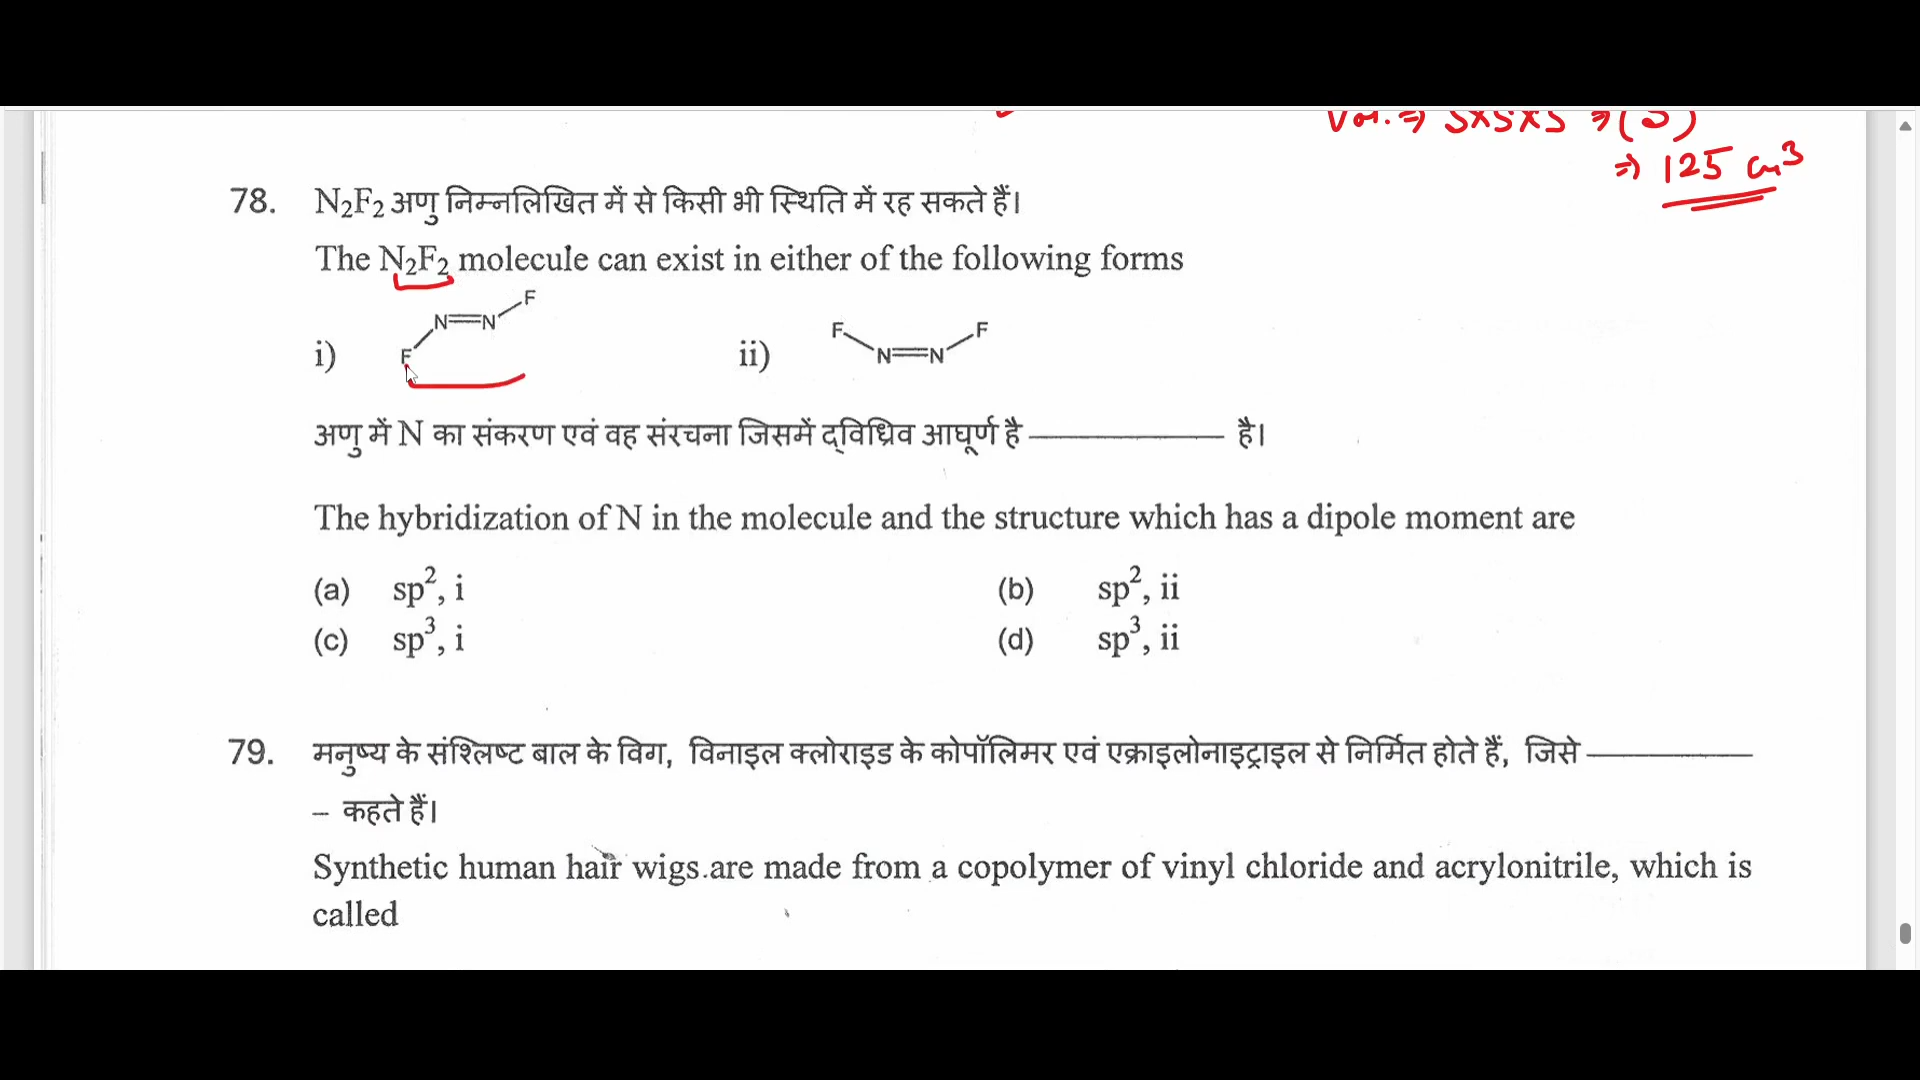 ⇒ 125 cm³
78. N₂F₂ अणु निम्नलिखित में से किसी भी स्थिति में रह सकते हैं।
The N₂F₂ molecule can exist in either of the following forms
i) F N=N F ii) F N=N F
अणु में N का संकरण एवं वह संरचना जिसमें द्विध्रिव आघूर्ण है ———— है।
The hybridization of N in the molecule and the structure which has a dipole moment are
(a) sp², i (b) sp², ii
(c) sp³, i (d) sp³, ii
79. मनुष्य के संश्लिष्ट बाल के विग, विनाइल क्लोराइड के कोपॉलिमर एवं एक्राइलोनाइट्राइल से निर्मित होते हैं, जिसे ————
– कहते हैं।
Synthetic human hair wigs are made from a copolymer of vinyl chloride and acrylonitrile, which is
called